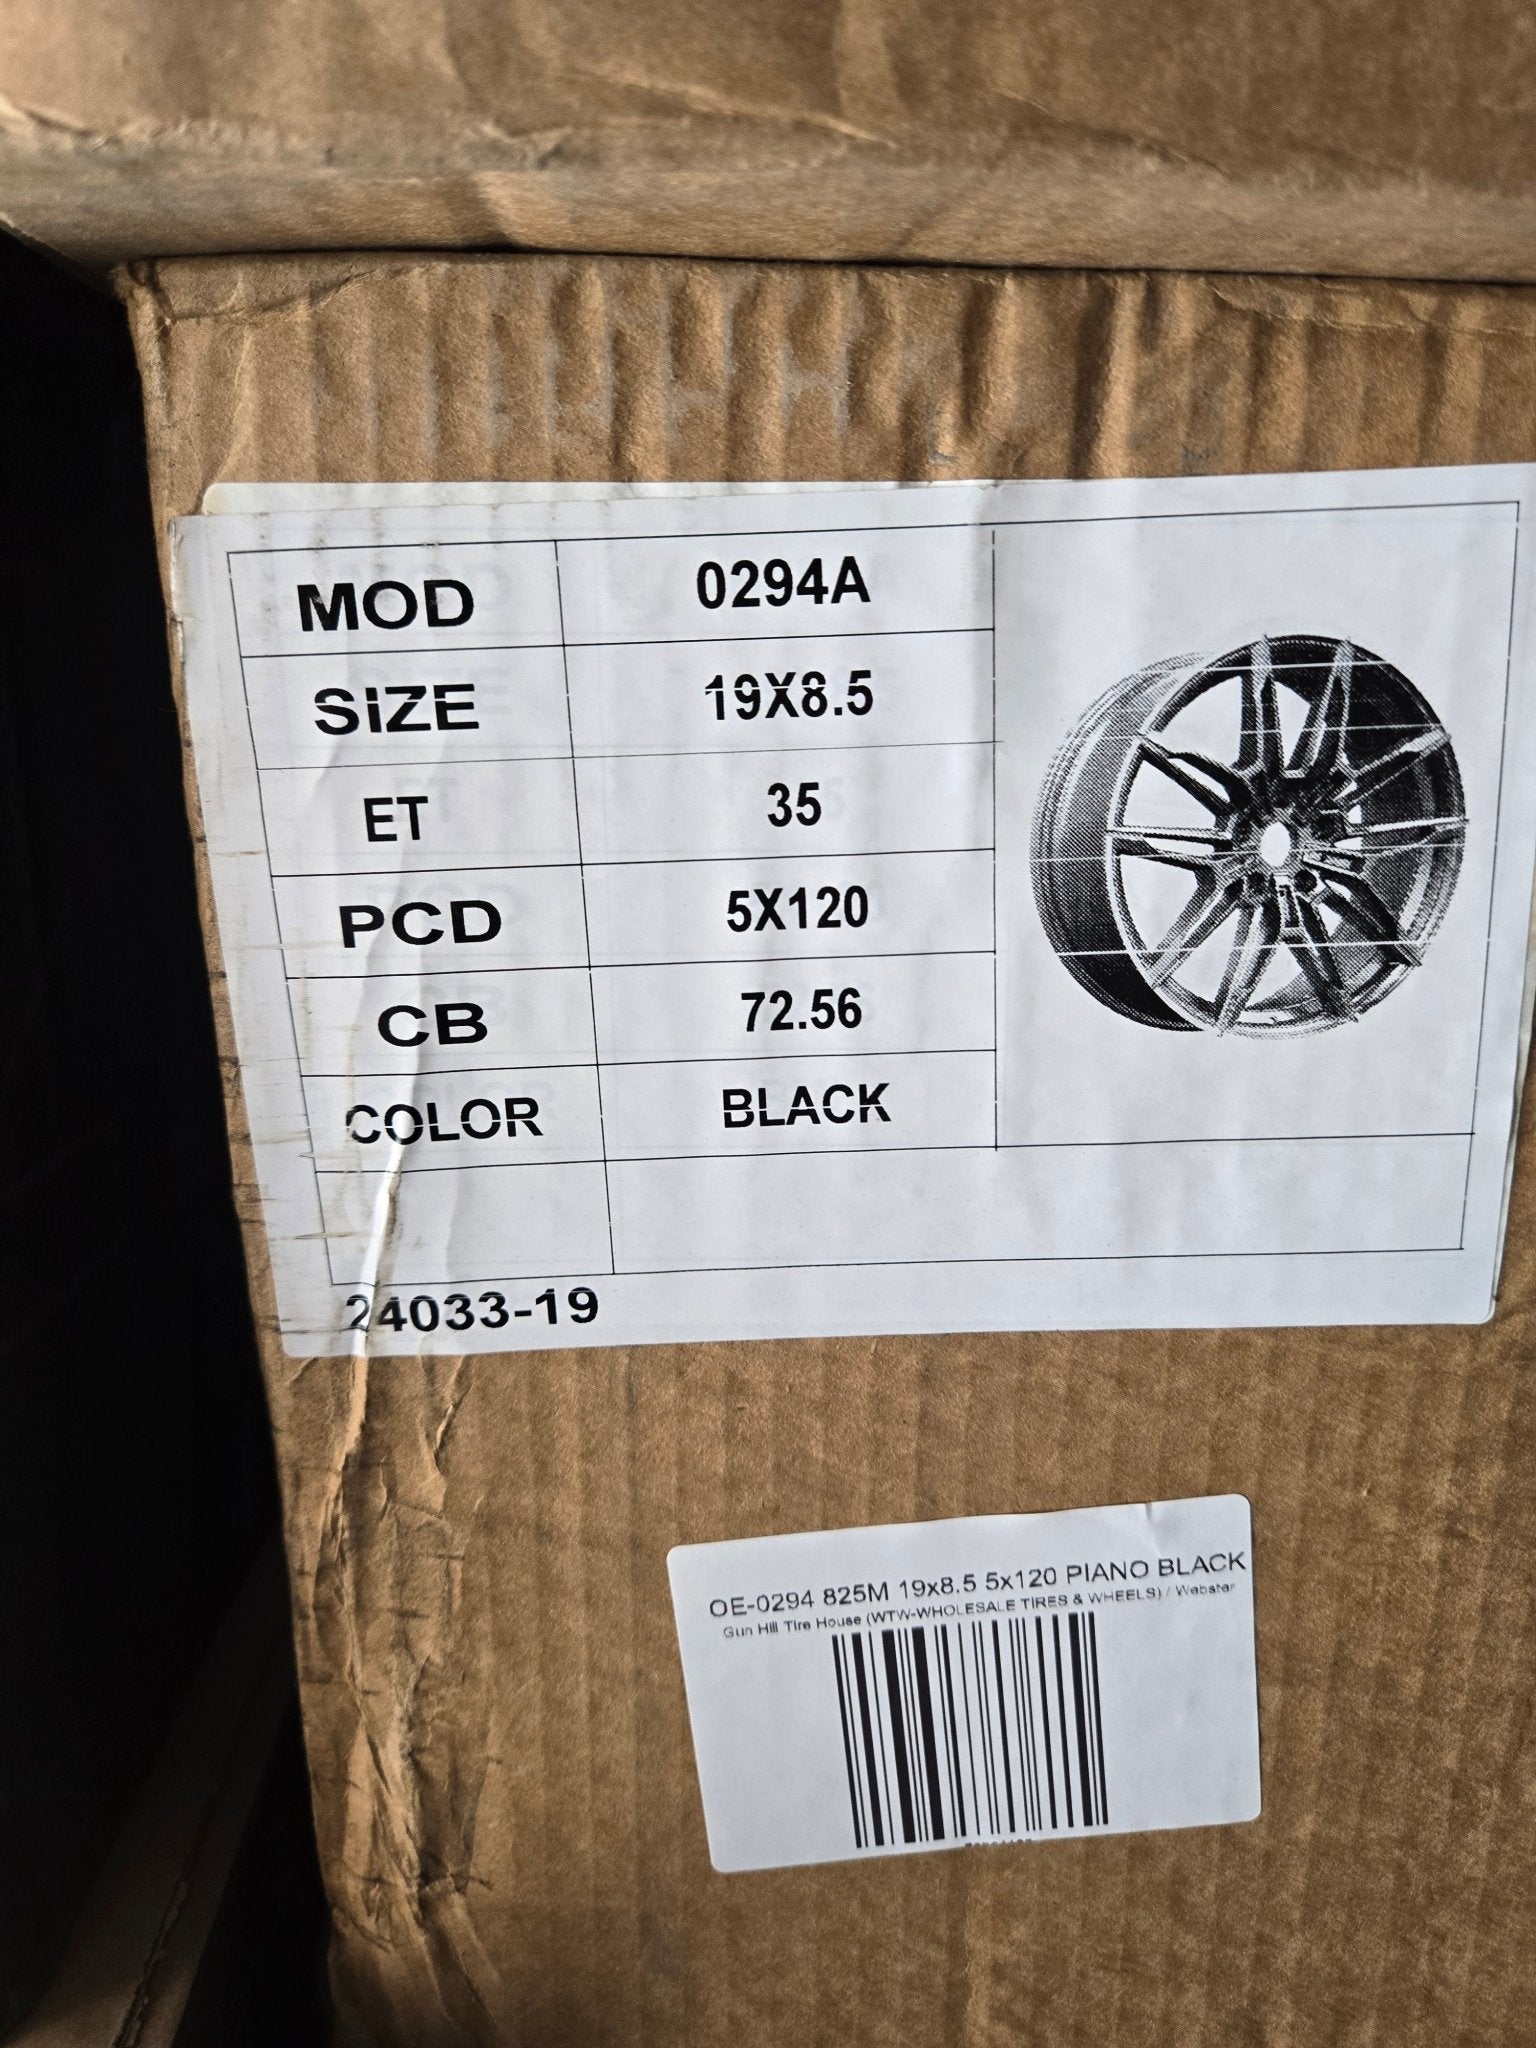 MOD 0294A
SIZE 19X8.5
ET 35
PCD 5X120
CB 72.56
COLOR BLACK
24033-19
OE-0294 825M 19x8.5 5x120 PIANO BLACK
Gun Hill Tire House (WTW-WHOLESALE TIRES & WHEELS) / Webster